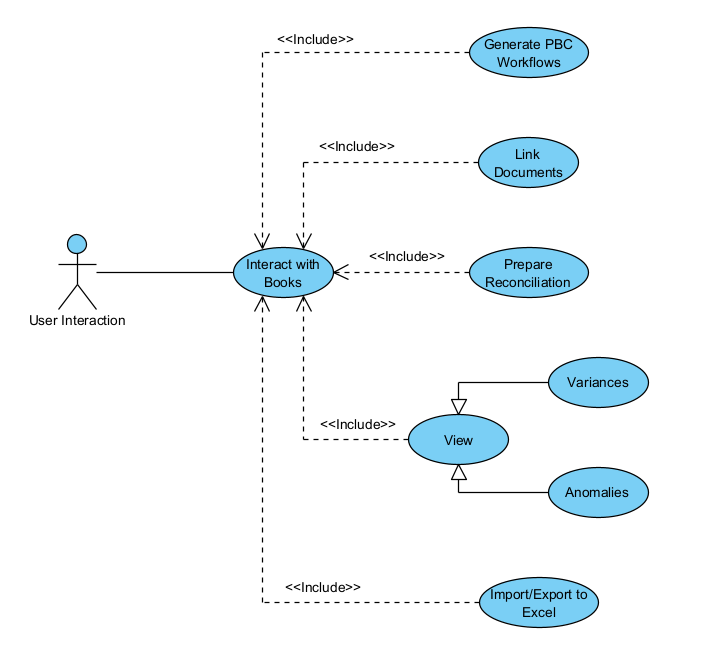 <<Include>>
Generate PBC
Workflows
<<Include>>
Link
Documents
<<Include>>
Interact with
Books
Prepare
Reconciliation
User Interaction
Variances
<<Include>>
View
Anomalies
<<Include>>
Import/Export to
Excel